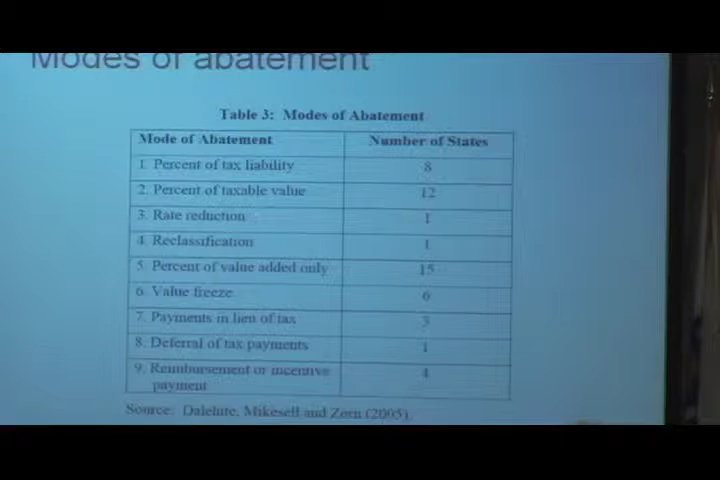 Modes of abatement
Table 3: Modes of Abatement
Mode of Abatement Number of States
1. Percent of tax liability 8
2. Percent of taxable value 12
3. Rate reduction 1
4. Reclassification 1
5. Percent of value added only 15
6. Value freeze 6
7. Payments in lieu of tax
8. Deferral of tax payments 1
9. Reimbursement or incentive 4
payment
Source: Dalehite, Mikesell and Zorn (2005).